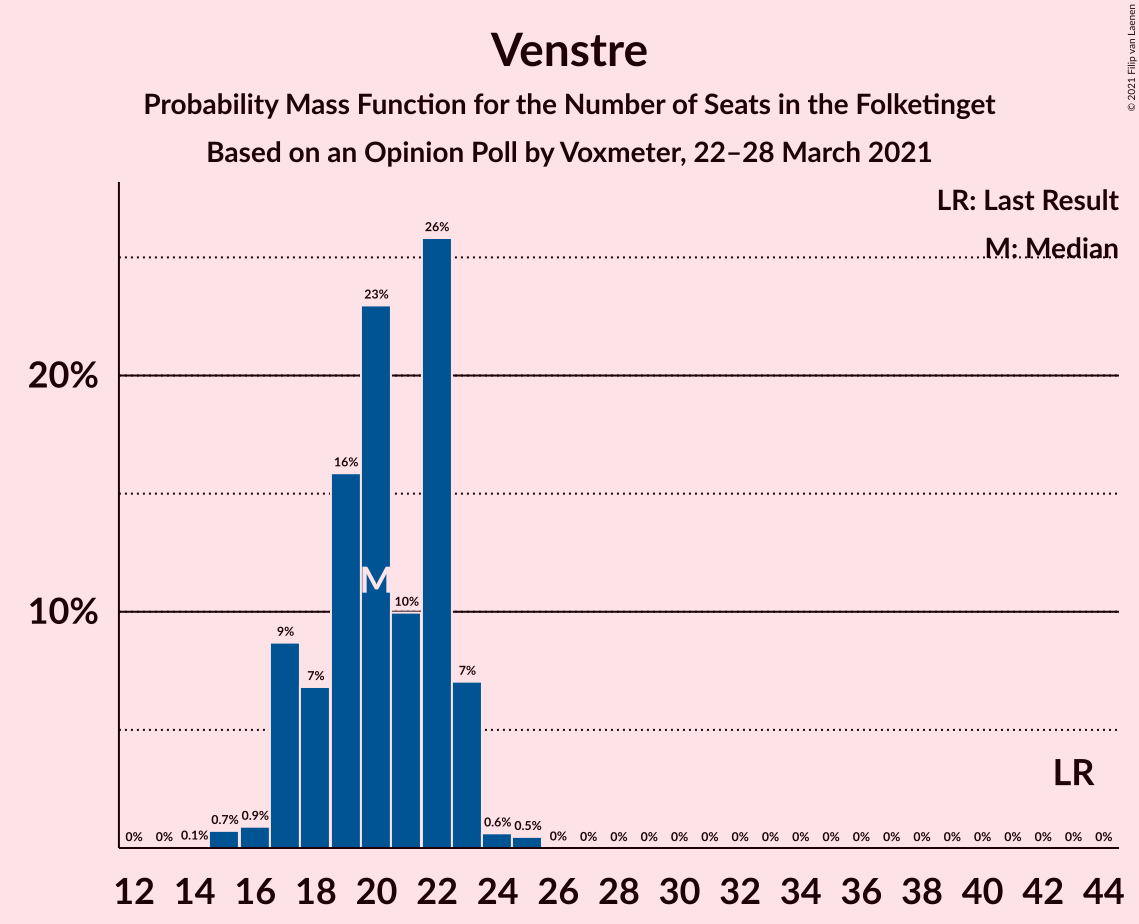 Venstre
Probability Mass Function for the Number of Seats in the Folketinget
Based on an Opinion Poll by Voxmeter, 22–28 March 2021
© 2021 Filip van Laenen
LR: Last Result
M: Median
26%
23%
20%
16%
M
10%
10%
9%
7%
7%
LR
0% 0% 0.1% 0.7% 0.9% 0.6% 0.5% 0% 0% 0% 0% 0% 0% 0% 0% 0% 0% 0% 0% 0% 0% 0% 0% 0% 0% 0%
12 14 16 18 20 22 24 26 28 30 32 34 36 38 40 42 44